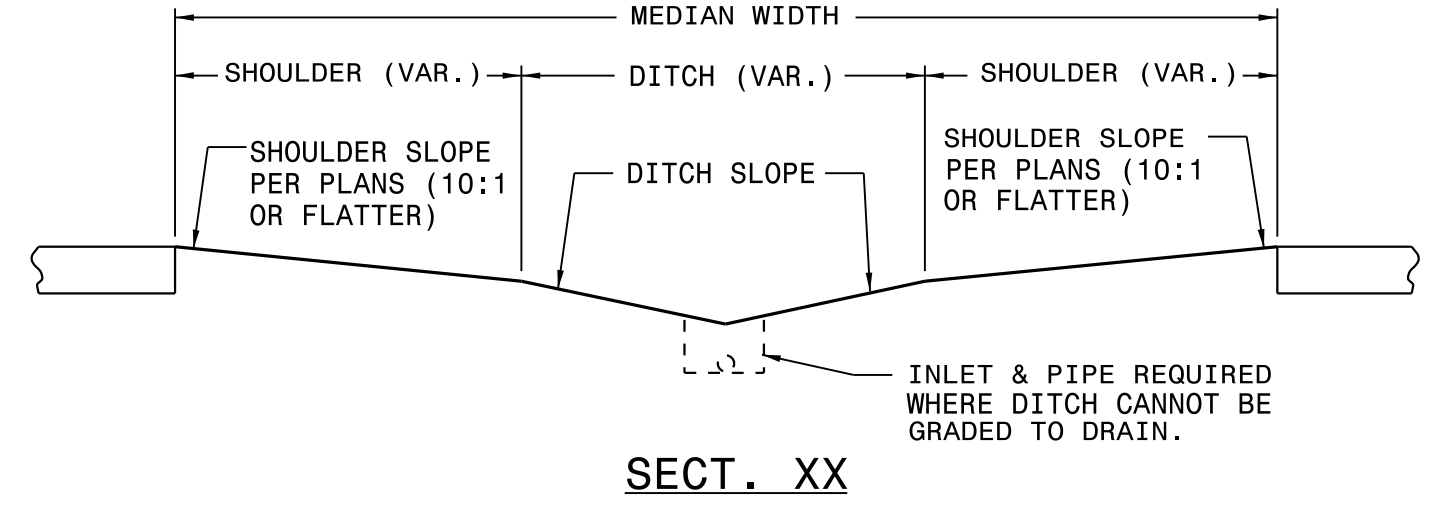 MEDIAN WIDTH
SHOULDER (VAR.)
DITCH (VAR.)
SHOULDER (VAR.)
SHOULDER SLOPE
PER PLANS (10:1
OR FLATTER)
DITCH SLOPE
SHOULDER SLOPE
PER PLANS (10:1
OR FLATTER)
INLET & PIPE REQUIRED
WHERE DITCH CANNOT BE
GRADED TO DRAIN.
SECT. XX